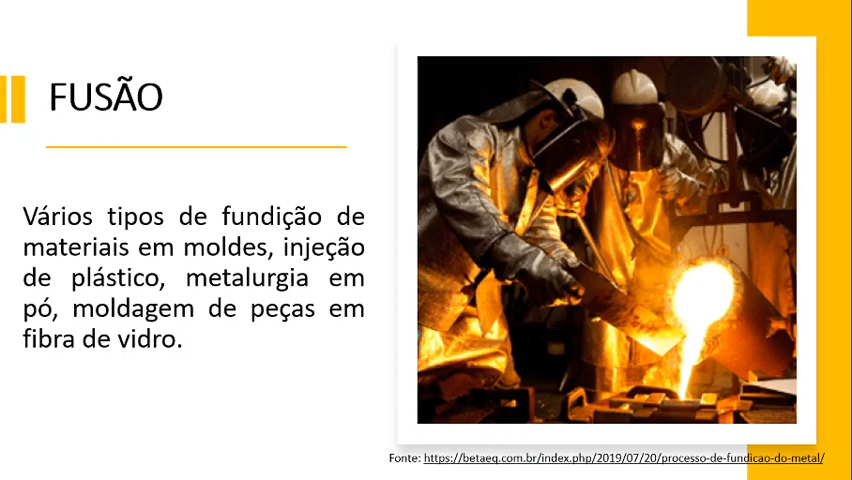 FUSÃO
Vários tipos de fundição de
materiais em moldes, injeção
de plástico, metalurgia em
pó, moldagem de peças em
fibra de vidro.
Fonte: https://betaeq.com.br/index.php/2019/07/20/processo-de-fundicao-do-metal/